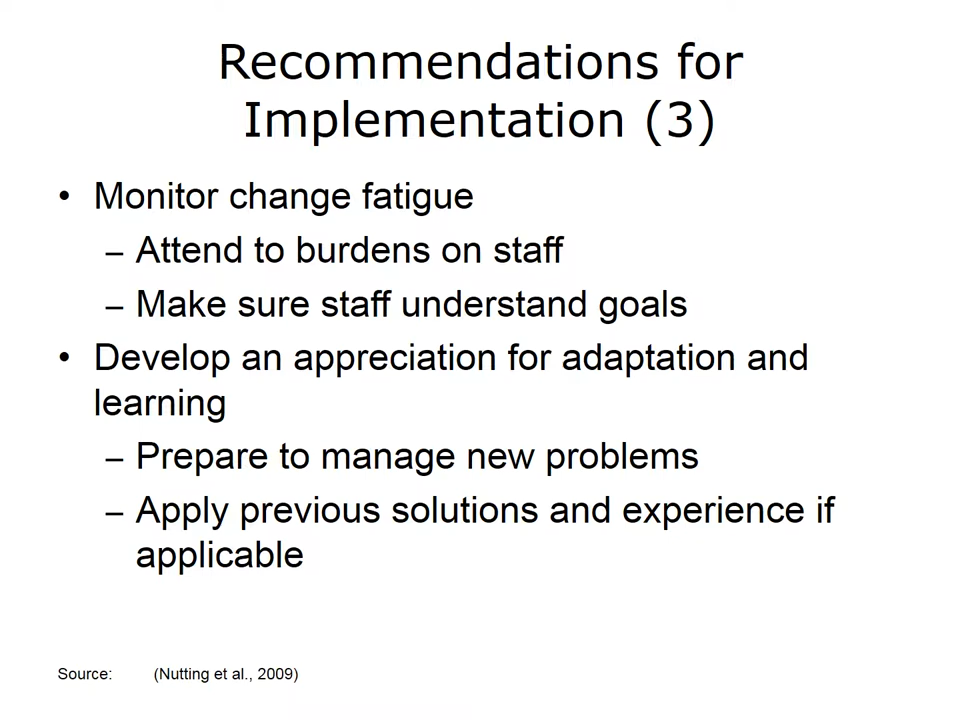 Recommendations for
Implementation (3)
• Monitor change fatigue
– Attend to burdens on staff
– Make sure staff understand goals
• Develop an appreciation for adaptation and
learning
– Prepare to manage new problems
– Apply previous solutions and experience if
applicable
Source: (Nutting et al., 2009)